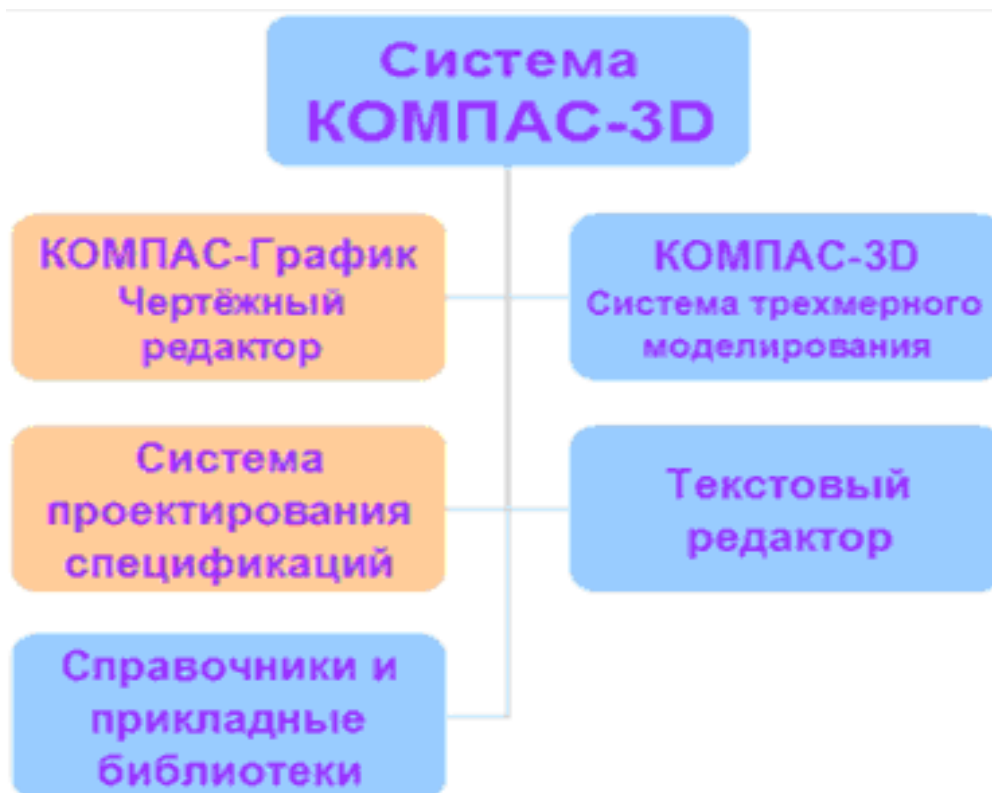 Система
КОМПАС-3D
КОМПАС-График
Чертёжный
редактор
КОМПАС-3D
Система трехмерного
моделирования
Система
проектирования
спецификаций
Текстовый
редактор
Справочники и
прикладные
библиотеки